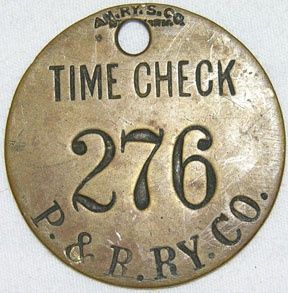 AM.RY.S.CO.
TIME CHECK
276
P. & R. RY. CO.